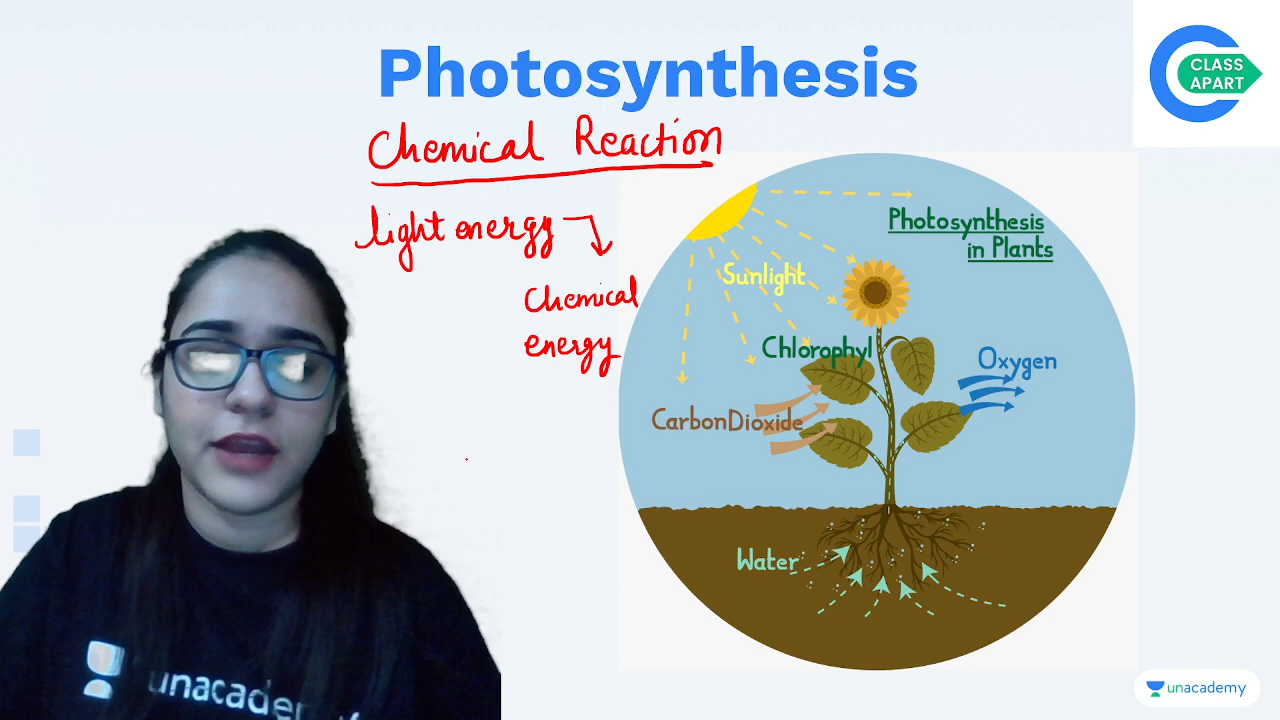 Photosynthesis
CLASS
APART
Chemical Reaction
light energy
Chemical
energy
Photosynthesis
in Plants
Sunlight
Chlorophyl
Oxygen
CarbonDioxide
Water
unacademy
unacademy